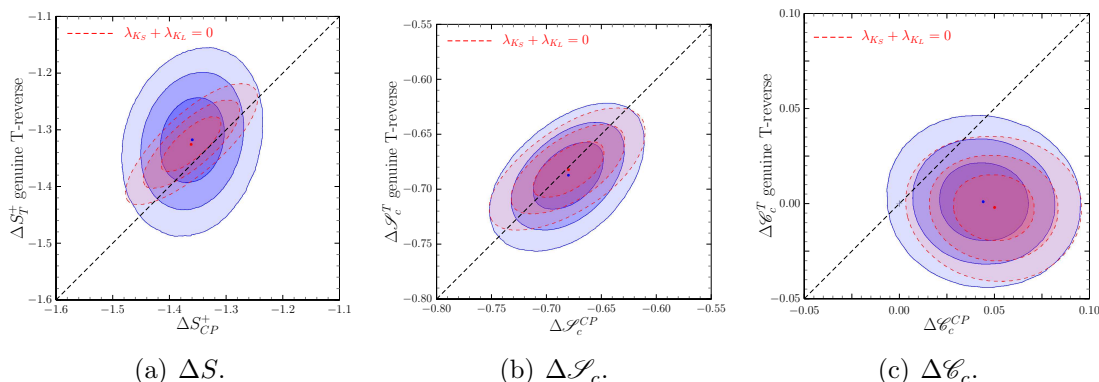 −1.1
−1.2
−1.3
−1.4
−1.5
−1.6
ΔS_T^+ genuine T-reverse
λ_{K_S} + λ_{K_L} = 0
−1.6 −1.5 −1.4 −1.3 −1.2 −1.1
ΔS_{CP}^+
(a) ΔS.
−0.55
−0.60
−0.65
−0.70
−0.75
−0.80
Δ𝒮_c^T genuine T-reverse
λ_{K_S} + λ_{K_L} = 0
−0.80 −0.75 −0.70 −0.65 −0.60 −0.55
Δ𝒮_c^{CP}
(b) Δ𝒮_c.
0.10
0.05
0.00
−0.05
Δ𝒞_c^T genuine T-reverse
λ_{K_S} + λ_{K_L} = 0
−0.05 0.00 0.05 0.10
Δ𝒞_c^{CP}
(c) Δ𝒞_c.